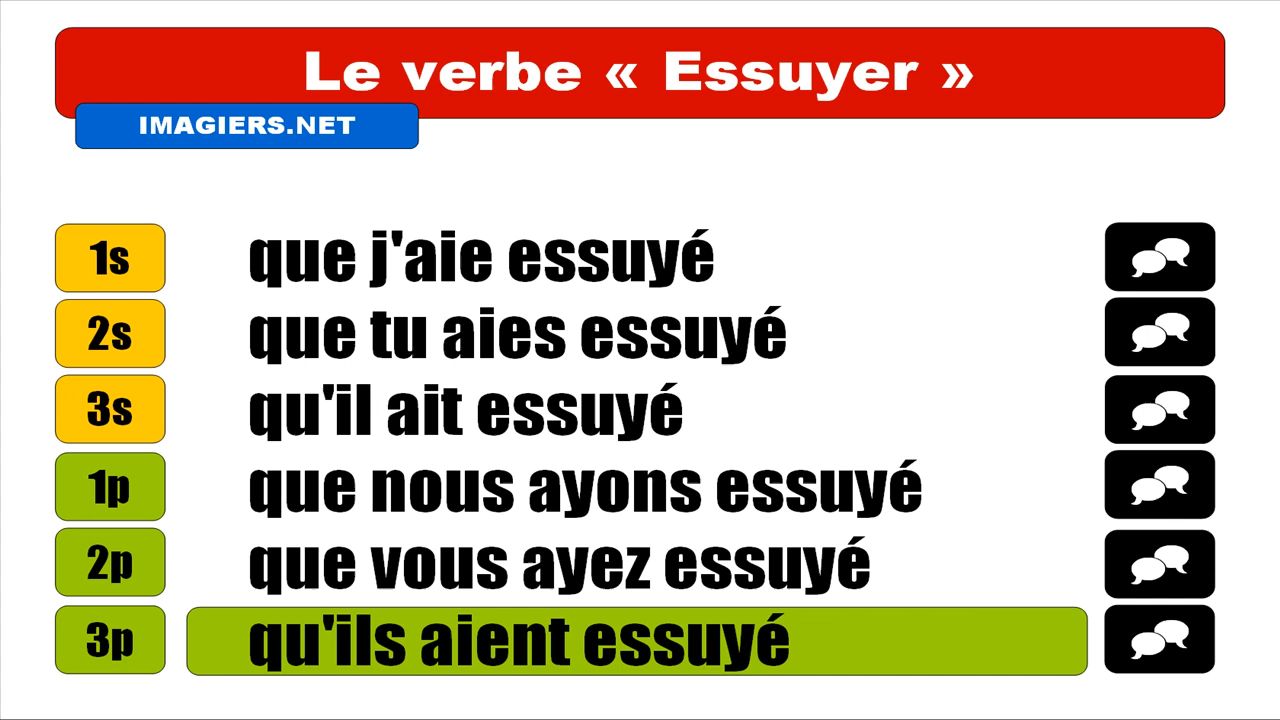 Le verbe « Essuyer »
IMAGIERS.NET
1s que j'aie essuyé
2s que tu aies essuyé
3s qu'il ait essuyé
1p que nous ayons essuyé
2p que vous ayez essuyé
3p qu'ils aient essuyé